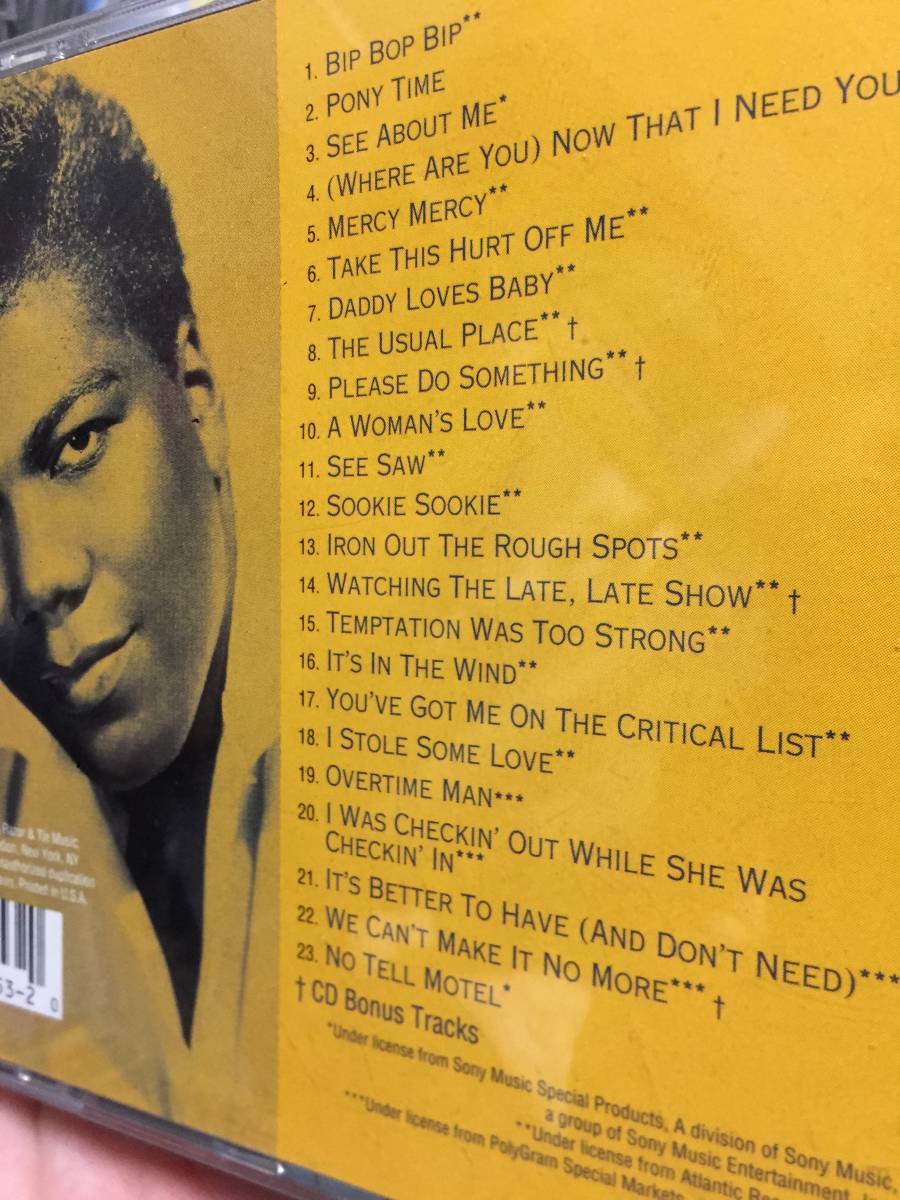 1. BIP BOP BIP**
2. PONY TIME
3. SEE ABOUT ME*
4. (WHERE ARE YOU) NOW THAT I NEED YOU
5. MERCY MERCY**
6. TAKE THIS HURT OFF ME**
7. DADDY LOVES BABY**
8. THE USUAL PLACE** †
9. PLEASE DO SOMETHING** †
10. A WOMAN'S LOVE**
11. SEE SAW**
12. SOOKIE SOOKIE**
13. IRON OUT THE ROUGH SPOTS**
14. WATCHING THE LATE, LATE SHOW** †
15. TEMPTATION WAS TOO STRONG**
16. IT'S IN THE WIND**
17. YOU'VE GOT ME ON THE CRITICAL LIST**
18. I STOLE SOME LOVE**
19. OVERTIME MAN***
20. I WAS CHECKIN' OUT WHILE SHE WAS
CHECKIN' IN***
21. IT'S BETTER TO HAVE (AND DON'T NEED)***
22. WE CAN'T MAKE IT NO MORE*** †
23. NO TELL MOTEL*
† CD Bonus Tracks
*Under license from Sony Music Special Products, A division of Sony Music,
a group of Sony Music Entertainment
**Under license from Atlantic
***Under license from PolyGram Special
Razor & Tie Music
New York, NY
duplication
Printed in U.S.A.
53-2 0